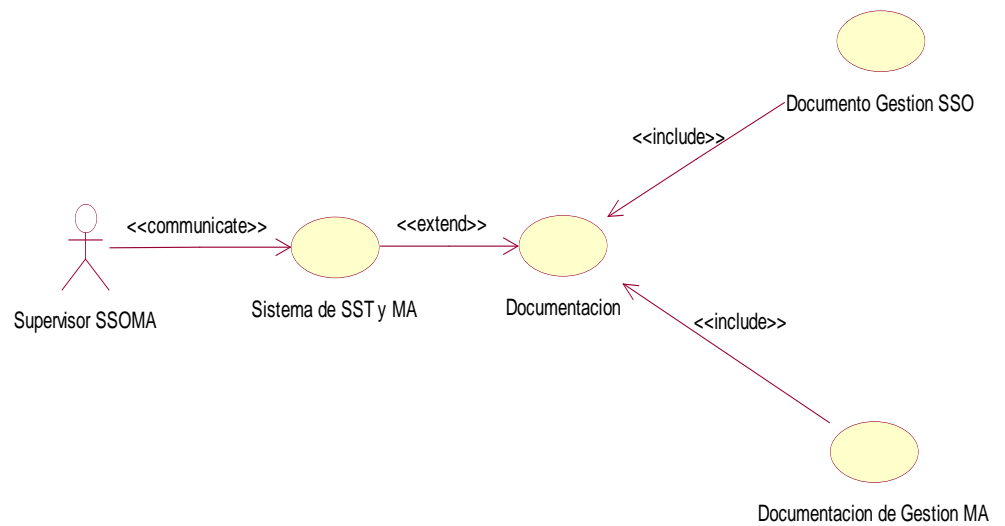 Documento Gestion SSO
<<include>>
<<communicate>>
<<extend>>
Supervisor SSOMA
Sistema de SST y MA
Documentacion
<<include>>
Documentacion de Gestion MA